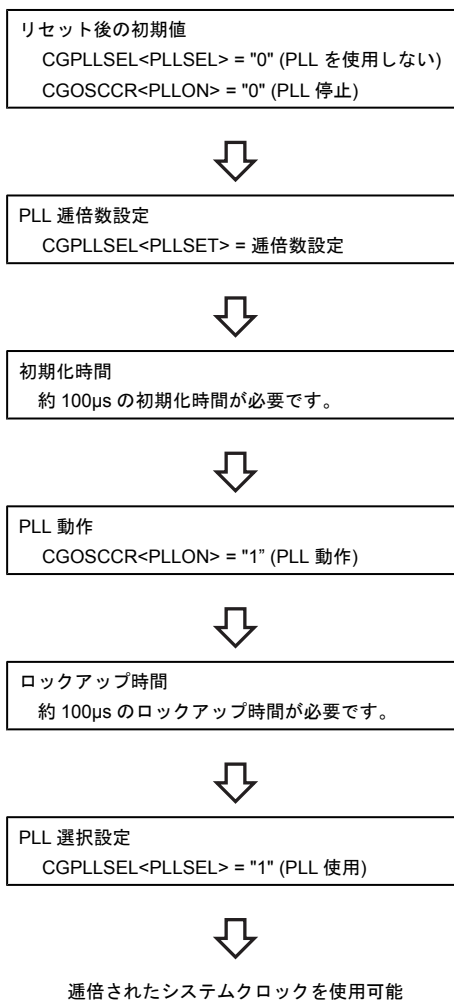 リセット後の初期値
CGPLLSEL<PLLSEL> = "0" (PLL を使用しない)
CGOSCCR<PLLON> = "0" (PLL 停止)
PLL 逓倍数設定
CGPLLSEL<PLLSET> = 逓倍数設定
初期化時間
約 100μs の初期化時間が必要です。
PLL 動作
CGOSCCR<PLLON> = "1” (PLL 動作)
ロックアップ時間
約 100μs のロックアップ時間が必要です。
PLL 選択設定
CGPLLSEL<PLLSEL> = "1" (PLL 使用)
逓倍されたシステムクロックを使用可能